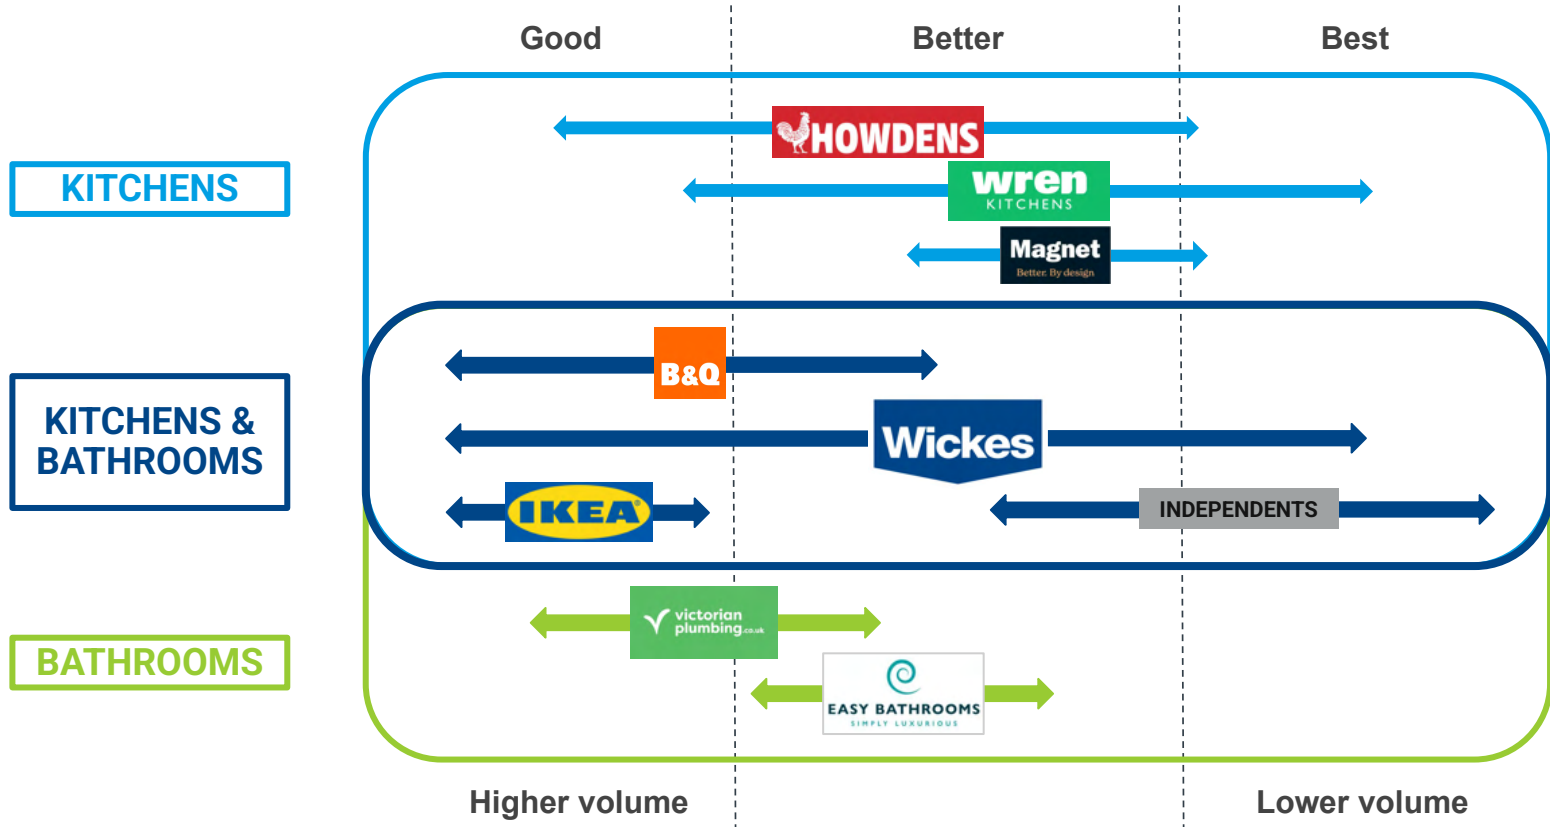 Good
Better
Best
HOWDENS
KITCHENS
wren
KITCHENS
Magnet
Better. By design
B&Q
KITCHENS &
BATHROOMS
Wickes
IKEA
INDEPENDENTS
victorian
plumbing.co.uk
BATHROOMS
EASY BATHROOMS
SIMPLY LUXURIOUS
Higher volume
Lower volume